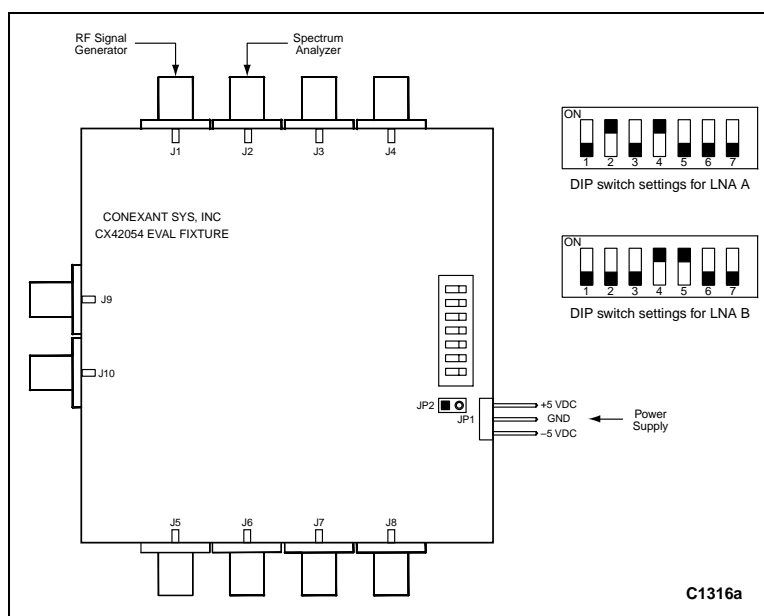 RF Signal
Generator
Spectrum
Analyzer
J1
J2
J3
J4
CONEXANT SYS, INC
CX42054 EVAL FIXTURE
J9
J10
JP2
JP1
+5 VDC
GND
–5 VDC
Power
Supply
J5
J6
J7
J8
ON
1 2 3 4 5 6 7
DIP switch settings for LNA A
ON
1 2 3 4 5 6 7
DIP switch settings for LNA B
C1316a